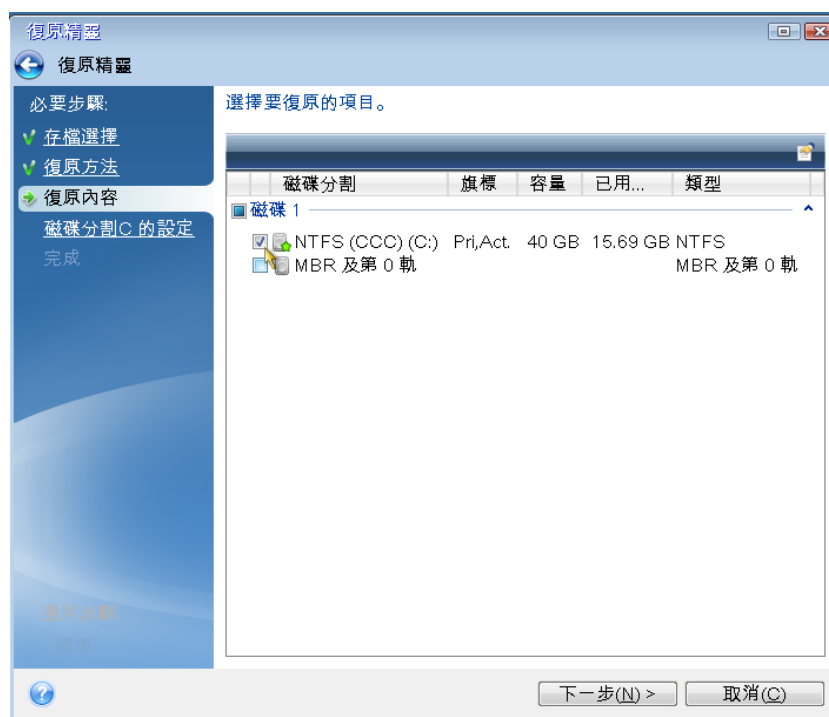 復原精靈
復原精靈
必要步驟:
存檔選擇
復原方法
復原內容
磁碟分割C 的設定
完成
選擇要復原的項目。
磁碟分割 旗標 容量 已用... 類型
磁碟 1
NTFS (CCC) (C:) Pri,Act. 40 GB 15.69 GB NTFS
MBR 及第 0 軌 MBR 及第 0 軌
選項
下一步(N) >
取消(C)